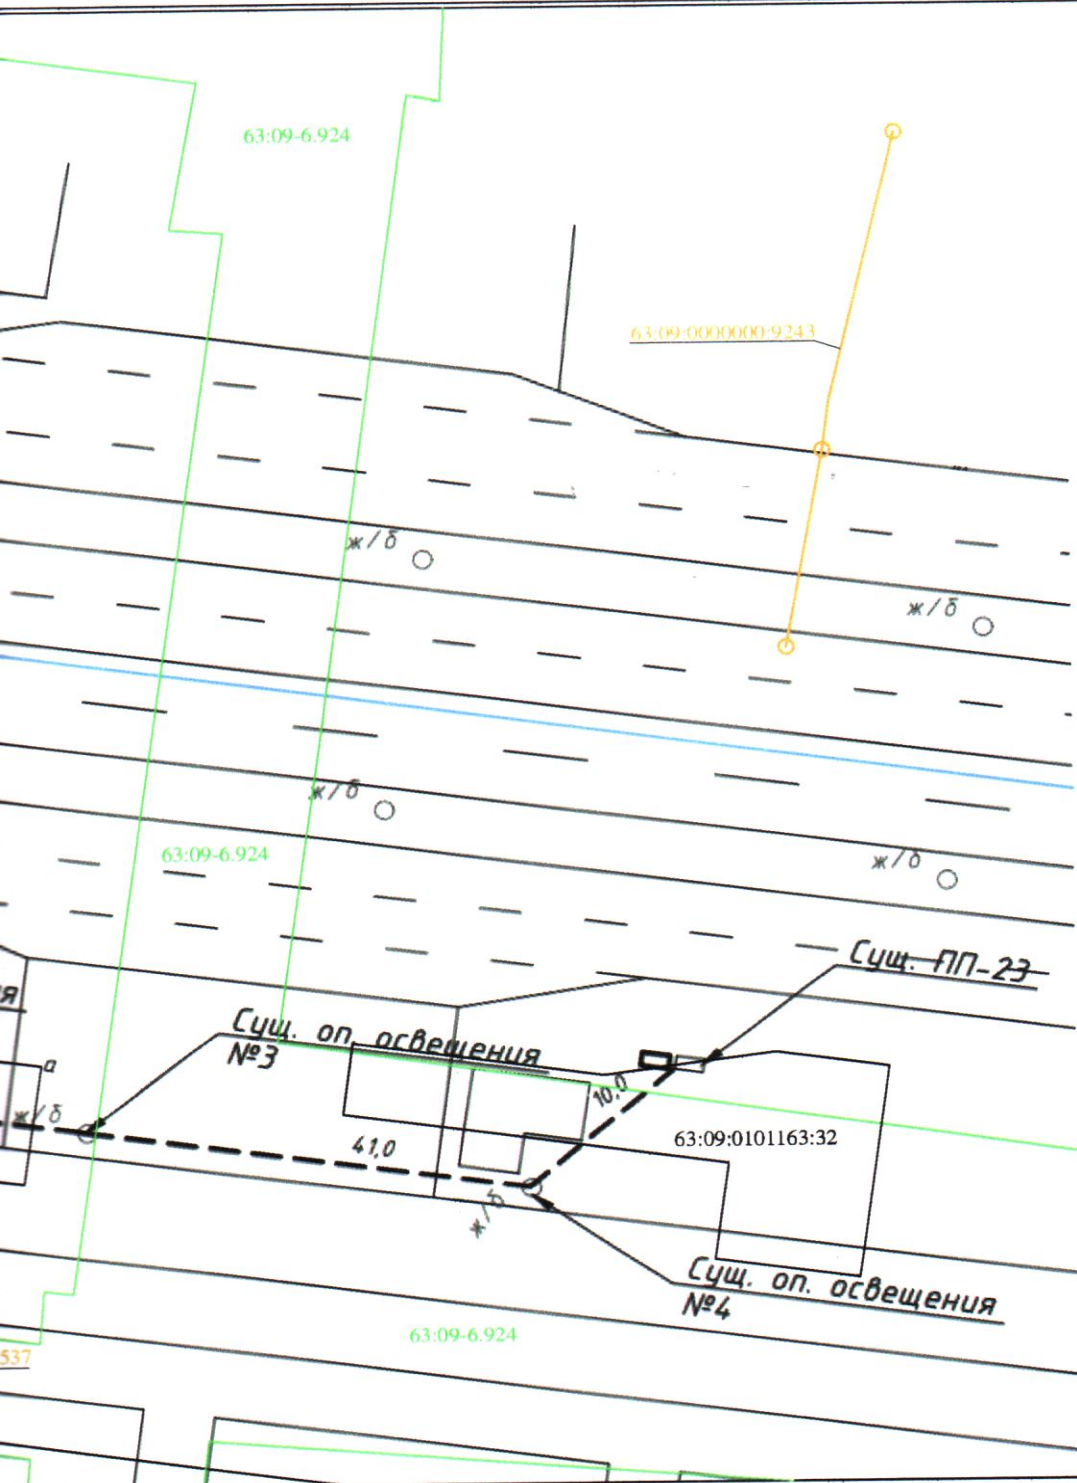 63:09-6.924
63:09:0000000:9243
ж/б
ж/б
ж/б
63:09-6.924
ж/б
Сущ. ПП-23
я
Сущ. оп. освещения
№3
а
10,0
ж/б
63:09:0101163:32
41,0
ж/б
Сущ. оп. освещения
№4
63:09-6.924
537